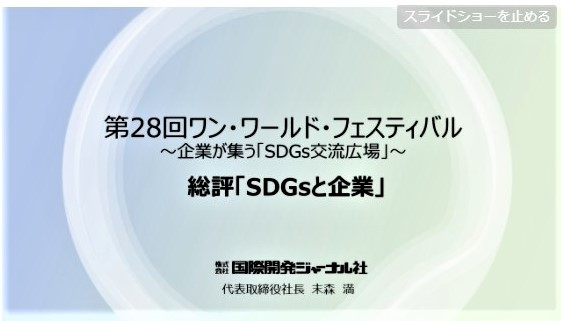 スライドショーを止める
第28回ワン・ワールド・フェスティバル
～企業が集う「SDGs交流広場」～
総評「SDGsと企業」
株式会社 国際開発ジャーナル社
代表取締役社長 末森 満